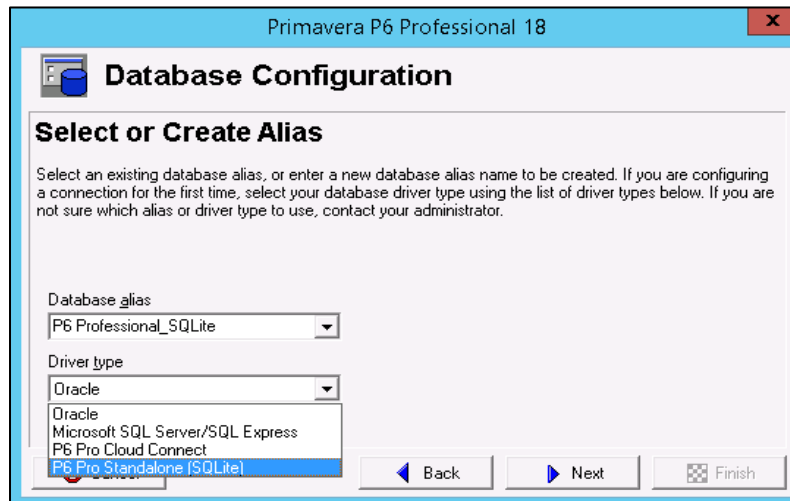 Primavera P6 Professional 18
x
Database Configuration
Select or Create Alias
Select an existing database alias, or enter a new database alias name to be created. If you are configuring
a connection for the first time, select your database driver type using the list of driver types below. If you are
not sure which alias or driver type to use, contact your administrator.
Database alias
P6 Professional_SQLite
Driver type
Oracle
Oracle
Microsoft SQL Server/SQL Express
P6 Pro Cloud Connect
P6 Pro Standalone (SQLite)
Back
Next
Finish